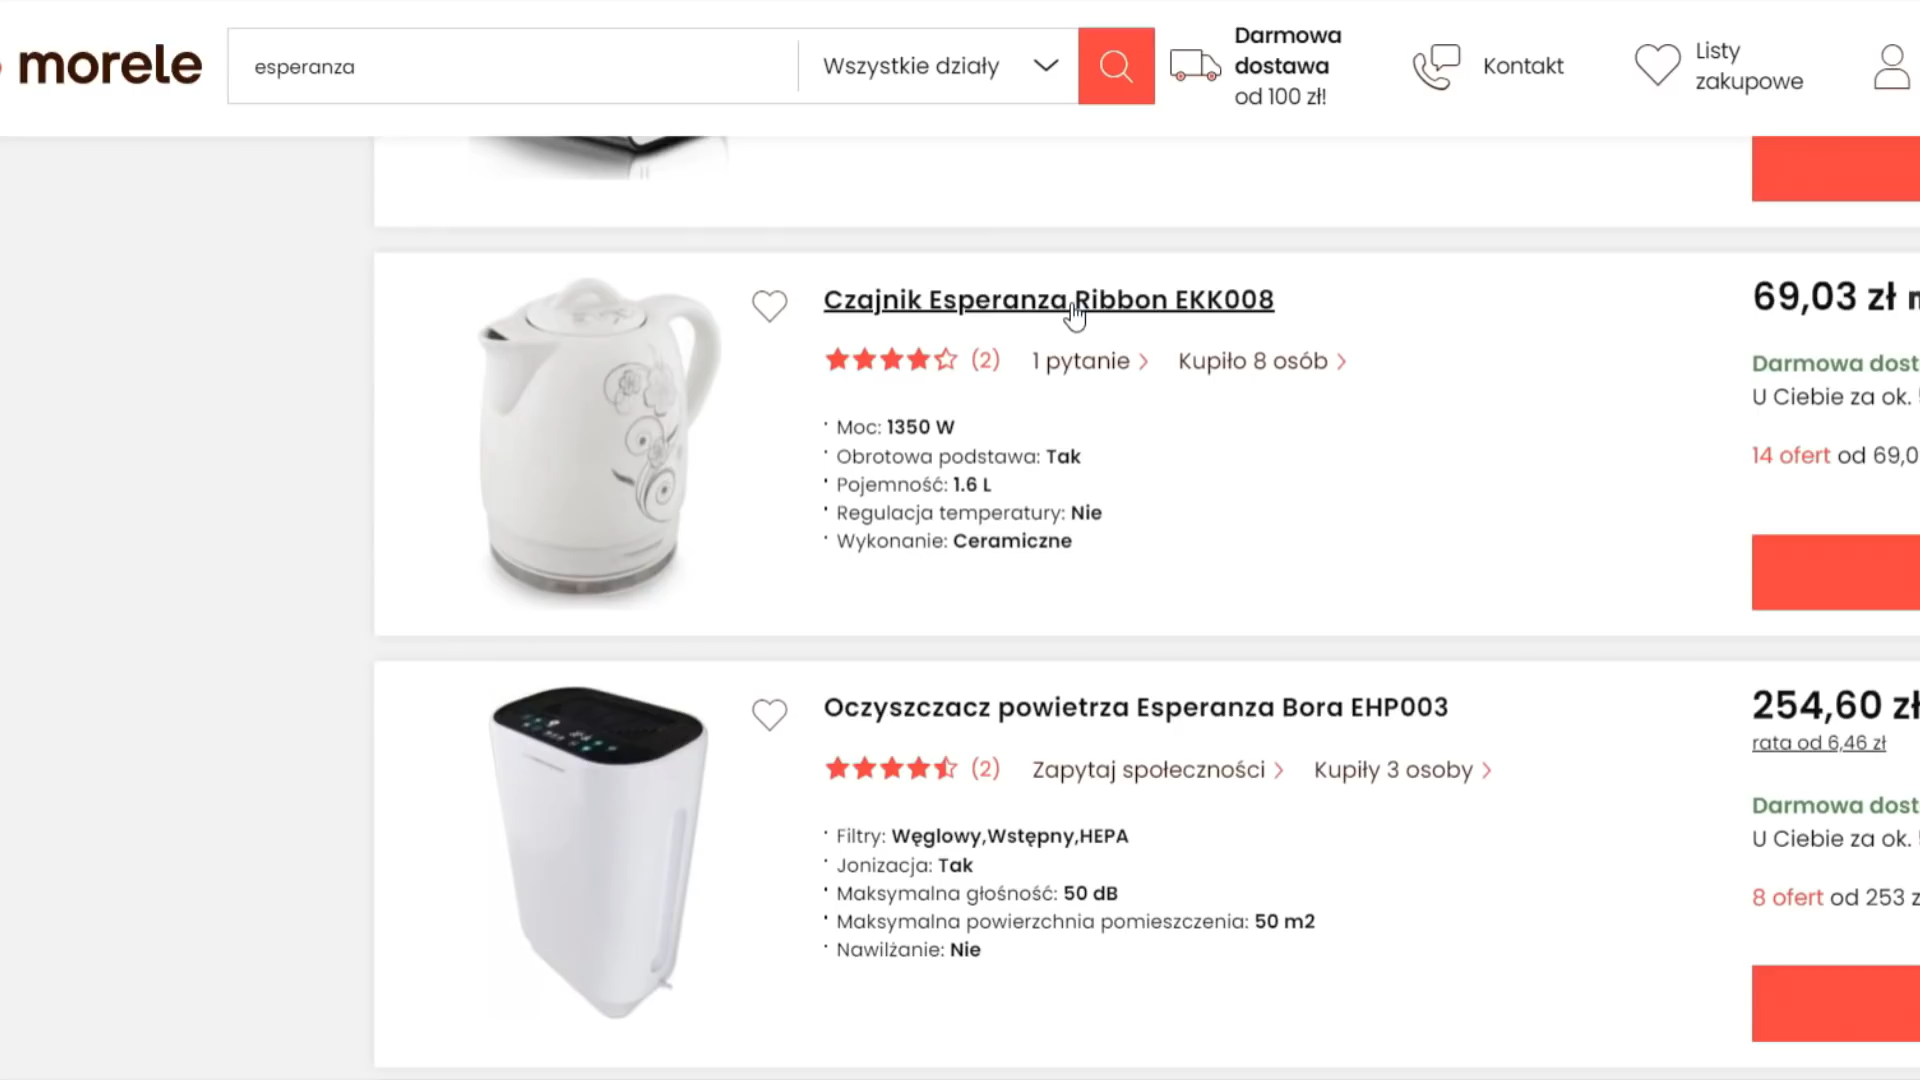 morele
esperanza
Wszystkie działy
Darmowa
dostawa
od 100 zł!
Kontakt
Listy
zakupowe
Czajnik Esperanza Ribbon EKK008
(2)
1 pytanie
Kupiło 8 osób
Moc: 1350 W
Obrotowa podstawa: Tak
Pojemność: 1.6 L
Regulacja temperatury: Nie
Wykonanie: Ceramiczne
69,03 zł
Darmowa dost
U Ciebie za ok.
14 ofert od 69,0
Oczyszczacz powietrza Esperanza Bora EHP003
(2)
Zapytaj społeczności
Kupiły 3 osoby
Filtry: Węglowy,Wstępny,HEPA
Jonizacja: Tak
Maksymalna głośność: 50 dB
Maksymalna powierzchnia pomieszczenia: 50 m2
Nawilżanie: Nie
254,60 zł
rata od 6,46 zł
Darmowa dost
U Ciebie za ok.
8 ofert od 253 z